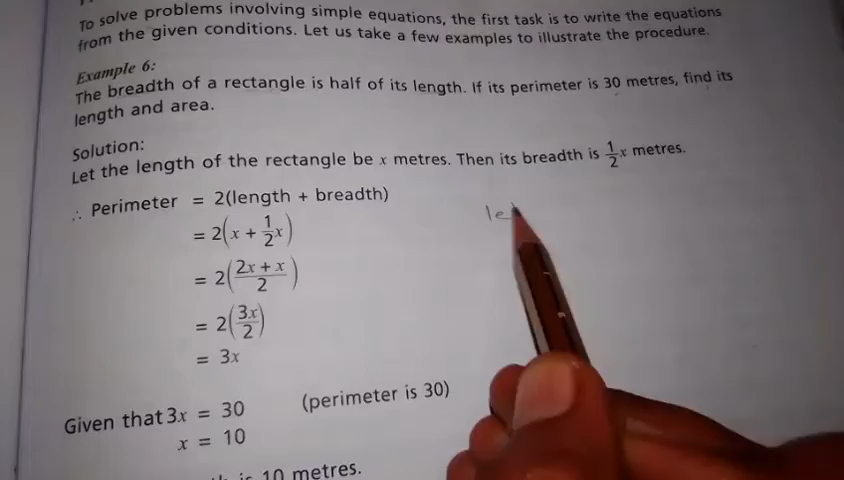 To solve problems involving simple equations, the first task is to write the equations
from the given conditions. Let us take a few examples to illustrate the procedure.
Example 6:
The breadth of a rectangle is half of its length. If its perimeter is 30 metres, find its
length and area.
Solution:
Let the length of the rectangle be x metres. Then its breadth is 1/2 x metres.
∴ Perimeter = 2(length + breadth)
= 2(x + 1/2 x)
= 2((2x + x)/2)
= 2(3x/2)
= 3x
Given that 3x = 30 (perimeter is 30)
x = 10
is 10 metres.